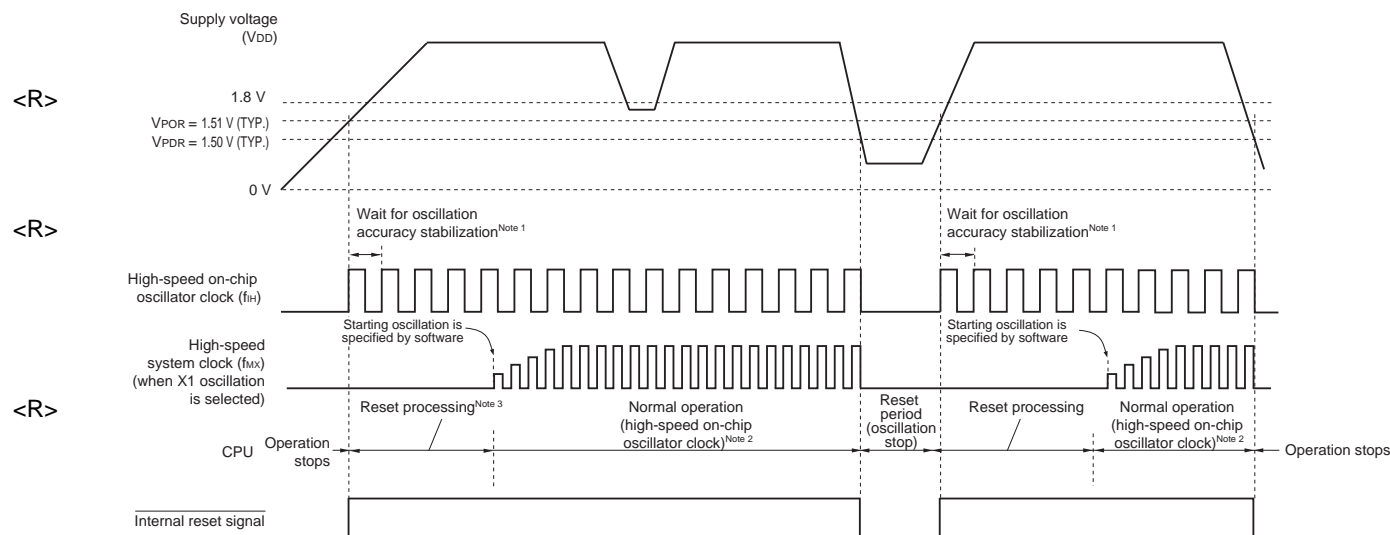 Supply voltage
(VDD)
<R>
1.8 V
VPOR = 1.51 V (TYP.)
VPDR = 1.50 V (TYP.)
0 V
<R>
Wait for oscillation
accuracy stabilizationNote 1
Wait for oscillation
accuracy stabilizationNote 1
High-speed on-chip
oscillator clock (fIH)
Starting oscillation is
specified by software
Starting oscillation is
specified by software
High-speed
system clock (fMX)
(when X1 oscillation
is selected)
<R>
Reset processingNote 3
Normal operation
(high-speed on-chip
oscillator clock)Note 2
Reset
period
(oscillation
stop)
Reset processing
Normal operation
(high-speed on-chip
oscillator clock)Note 2
CPU
Operation
stops
Operation stops
Internal reset signal